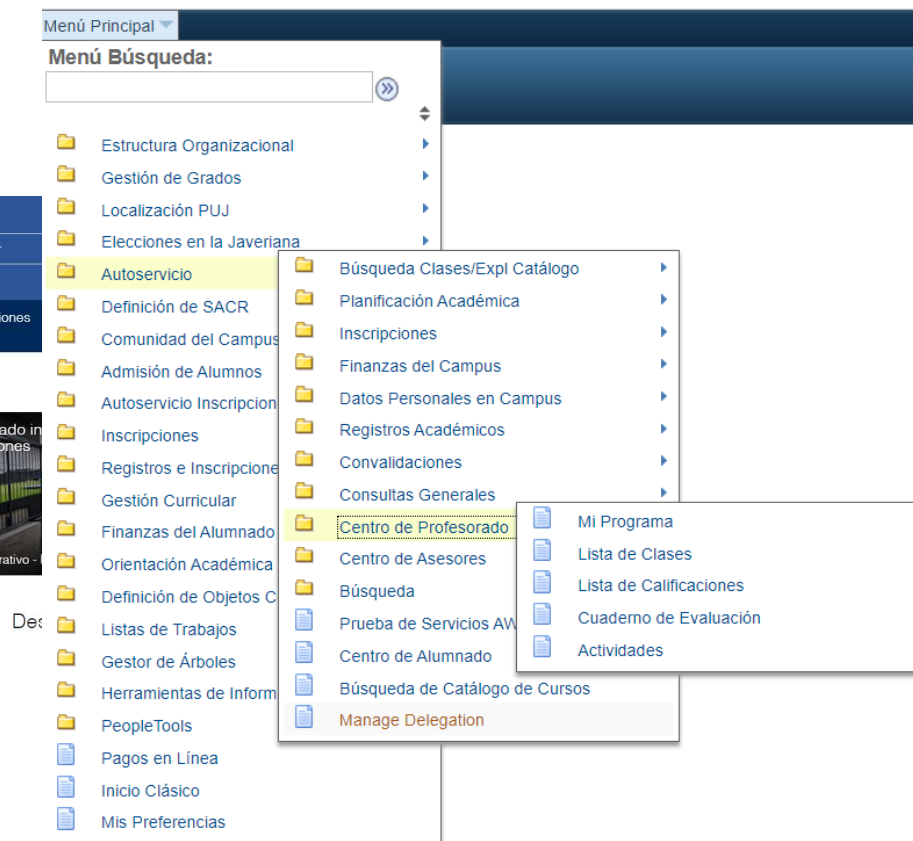 Menú Principal
Menú Búsqueda:
Estructura Organizacional
Gestión de Grados
Localización PUJ
Elecciones en la Javeriana
Autoservicio
Definición de SACR
Comunidad del Campus
Admisión de Alumnos
Autoservicio Inscripcion
Inscripciones
Registros e Inscripcione
Gestión Curricular
Finanzas del Alumnado
Orientación Académica
Definición de Objetos C
Listas de Trabajos
Gestor de Árboles
Herramientas de Inform
PeopleTools
Pagos en Línea
Inicio Clásico
Mis Preferencias
Búsqueda Clases/Expl Catálogo
Planificación Académica
Inscripciones
Finanzas del Campus
Datos Personales en Campus
Registros Académicos
Convalidaciones
Consultas Generales
Centro de Profesorado
Centro de Asesores
Búsqueda
Prueba de Servicios AW
Centro de Alumnado
Búsqueda de Catálogo de Cursos
Manage Delegation
Mi Programa
Lista de Clases
Lista de Calificaciones
Cuaderno de Evaluación
Actividades
iones
ado in
ones
rativo -
Des